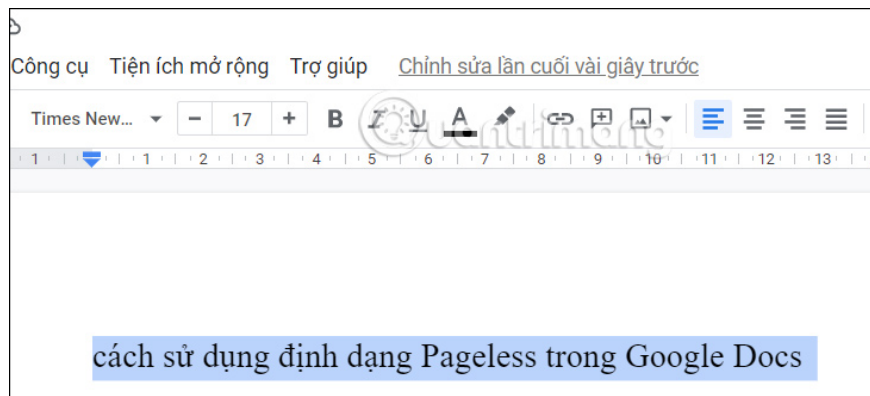 Công cụ Tiện ích mở rộng Trợ giúp Chỉnh sửa lần cuối vài giây trước
Times New... − 17 + B I U A
1 1 2 3 4 5 6 7 8 9 10 11 12 13
uantrimang
cách sử dụng định dạng Pageless trong Google Docs